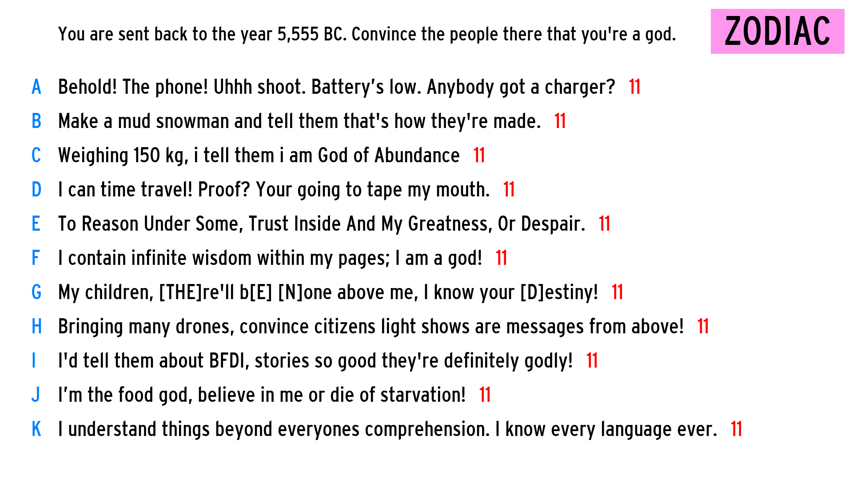 You are sent back to the year 5,555 BC. Convince the people there that you're a god.
ZODIAC
A Behold! The phone! Uhhh shoot. Battery’s low. Anybody got a charger? 11
B Make a mud snowman and tell them that's how they're made. 11
C Weighing 150 kg, i tell them i am God of Abundance 11
D I can time travel! Proof? Your going to tape my mouth. 11
E To Reason Under Some, Trust Inside And My Greatness, Or Despair. 11
F I contain infinite wisdom within my pages; I am a god! 11
G My children, [THE]re'll b[E] [N]one above me, I know your [D]estiny! 11
H Bringing many drones, convince citizens light shows are messages from above! 11
I I'd tell them about BFDI, stories so good they're definitely godly! 11
J I’m the food god, believe in me or die of starvation! 11
K I understand things beyond everyones comprehension. I know every language ever. 11